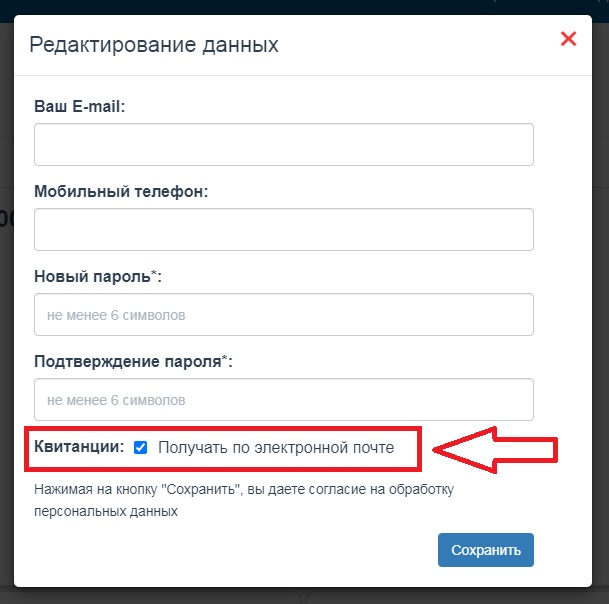 Редактирование данных
Ваш E-mail:
Мобильный телефон:
Новый пароль*:
не менее 6 символов
Подтверждение пароля*:
не менее 6 символов
Квитанции: Получать по электронной почте
Нажимая на кнопку "Сохранить", вы даете согласие на обработку
персональных данных
Сохранить